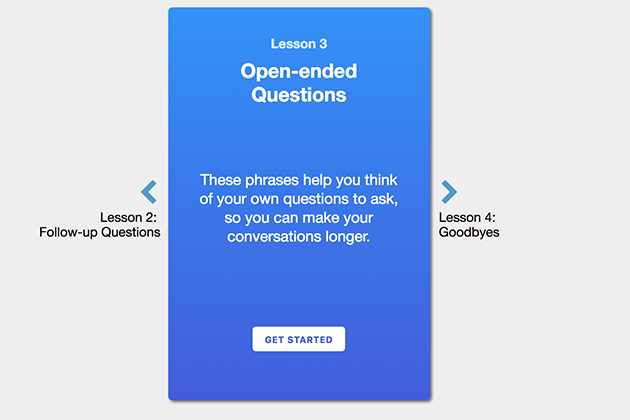 Lesson 3
Open-ended
Questions
These phrases help you think
of your own questions to ask,
so you can make your
conversations longer.
GET STARTED
Lesson 2:
Follow-up Questions
Lesson 4:
Goodbyes